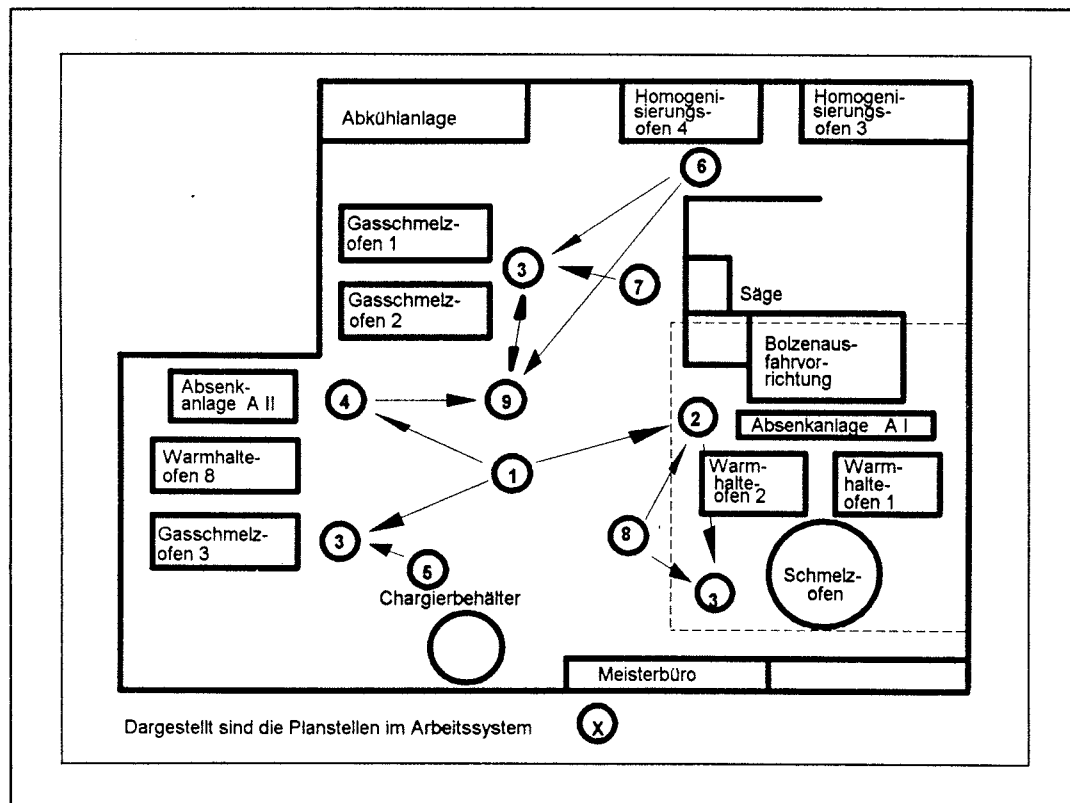 Abkühlanlage
Homogeni-
sierungs-
ofen 4
Homogeni-
sierungs-
ofen 3
6
Gasschmelz-
ofen 1
3
7
Säge
Gasschmelz-
ofen 2
Bolzenaus-
fahrvor-
richtung
Absenk-
anlage A II
4
9
2
Absenkanlage A I
Warmhalte-
ofen 8
1
Warm-
halte-
ofen 2
Warm-
halte-
ofen 1
Gasschmelz-
ofen 3
3
5
8
3
Schmelz-
ofen
Chargierbehälter
Meisterbüro
Dargestellt sind die Planstellen im Arbeitssystem
X